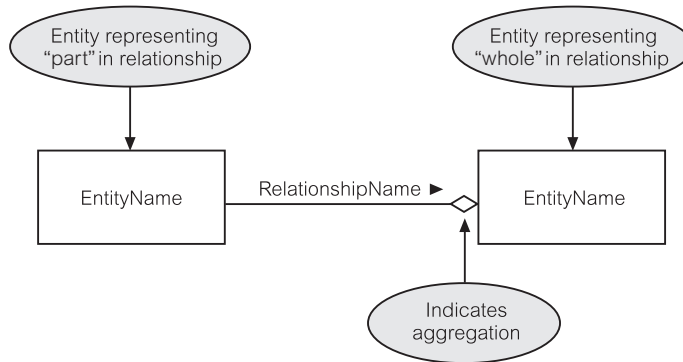 Entity representing
“part” in relationship
Entity representing
“whole” in relationship
EntityName
RelationshipName ►
EntityName
Indicates
aggregation